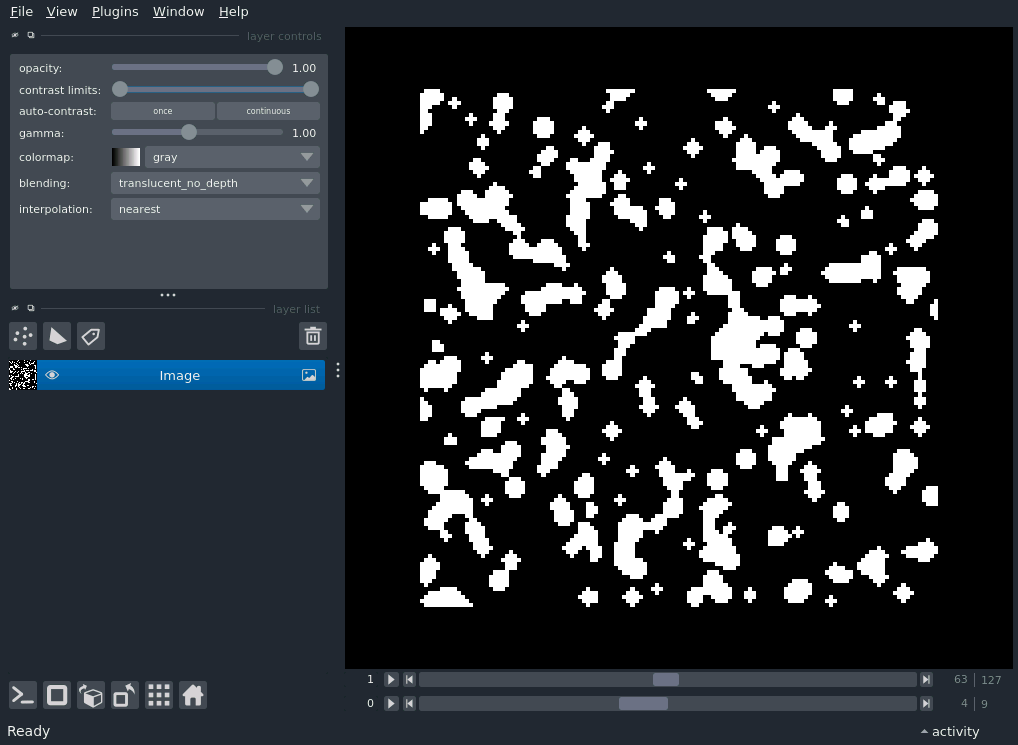 File View Plugins Window Help
layer controls
opacity: 1.00
contrast limits:
auto-contrast: once continuous
gamma: 1.00
colormap: gray
blending: translucent_no_depth
interpolation: nearest
layer list
Image
1 63 127
0 4 9
Ready activity